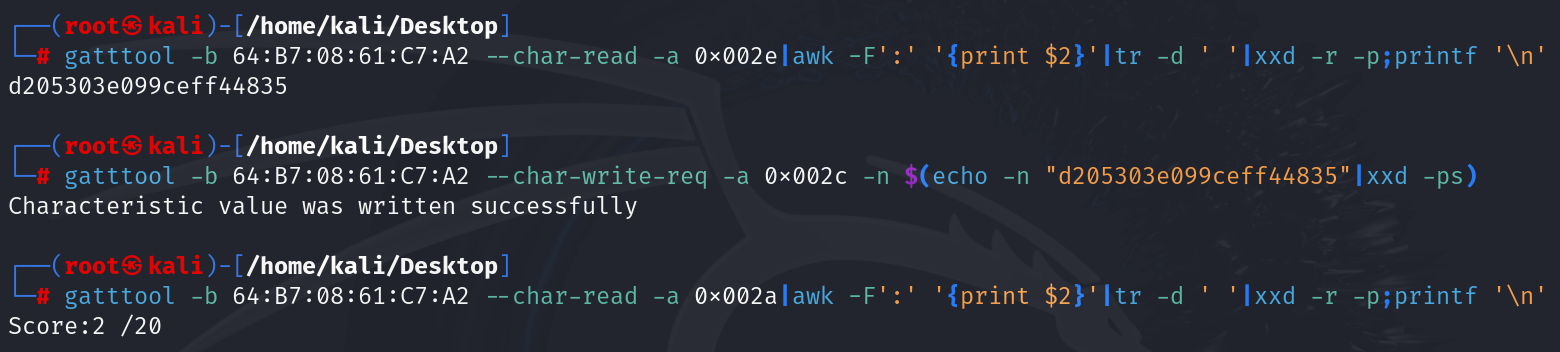 ┌──(root㉿kali)-[/home/kali/Desktop]
└─# gatttool -b 64:B7:08:61:C7:A2 --char-read -a 0x002e|awk -F':' '{print $2}'|tr -d ' '|xxd -r -p;printf '\n'
d205303e099ceff44835
┌──(root㉿kali)-[/home/kali/Desktop]
└─# gatttool -b 64:B7:08:61:C7:A2 --char-write-req -a 0x002c -n $(echo -n "d205303e099ceff44835"|xxd -ps)
Characteristic value was written successfully
┌──(root㉿kali)-[/home/kali/Desktop]
└─# gatttool -b 64:B7:08:61:C7:A2 --char-read -a 0x002a|awk -F':' '{print $2}'|tr -d ' '|xxd -r -p;printf '\n'
Score:2 /20